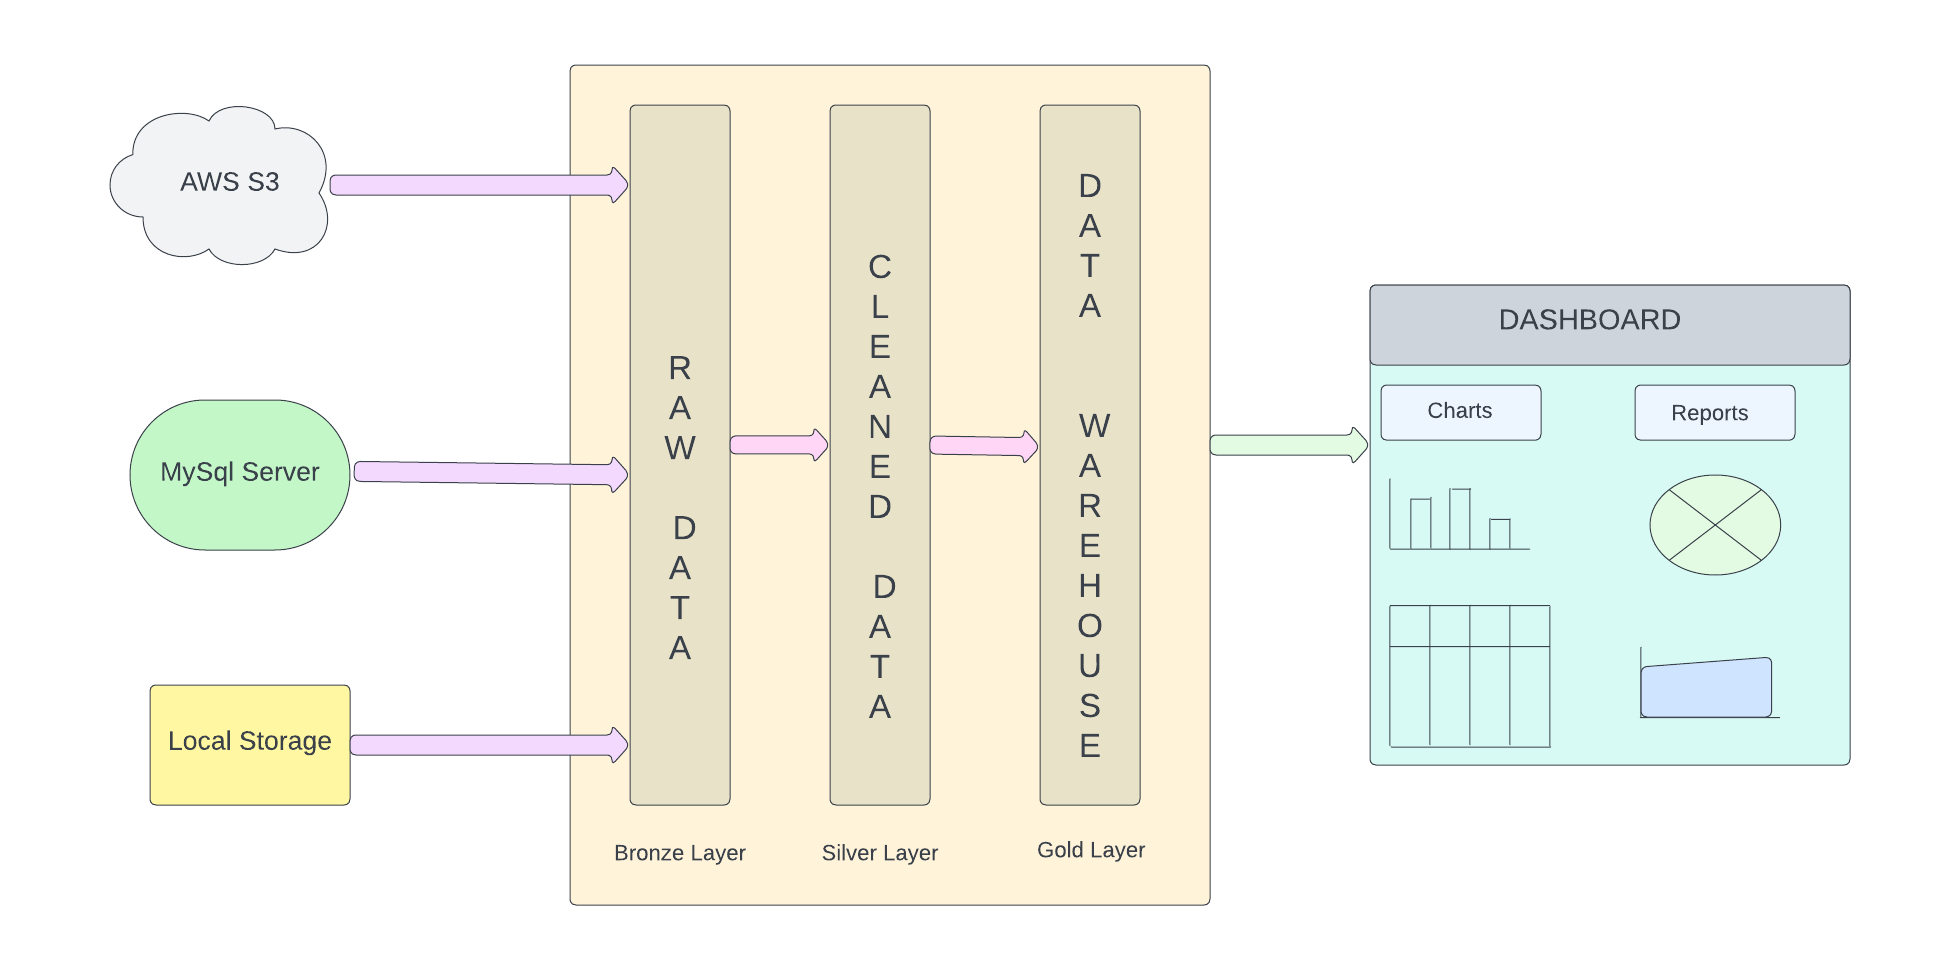 AWS S3
MySql Server
Local Storage
RAW DATA
CLEANED DATA
DATA WAREHOUSE
Bronze Layer
Silver Layer
Gold Layer
DASHBOARD
Charts
Reports